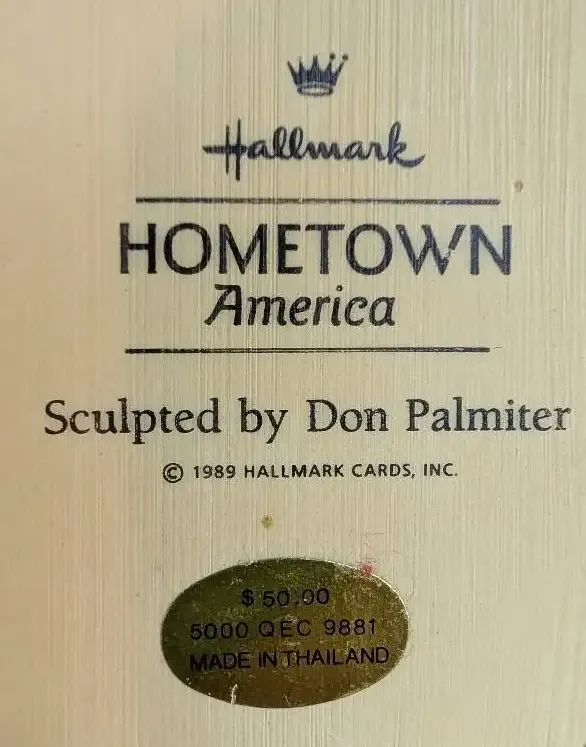 Hallmark
HOMETOWN
America
Sculpted by Don Palmiter
© 1989 HALLMARK CARDS, INC.
$ 50.00
5000 QEC 9881
MADE IN THAILAND